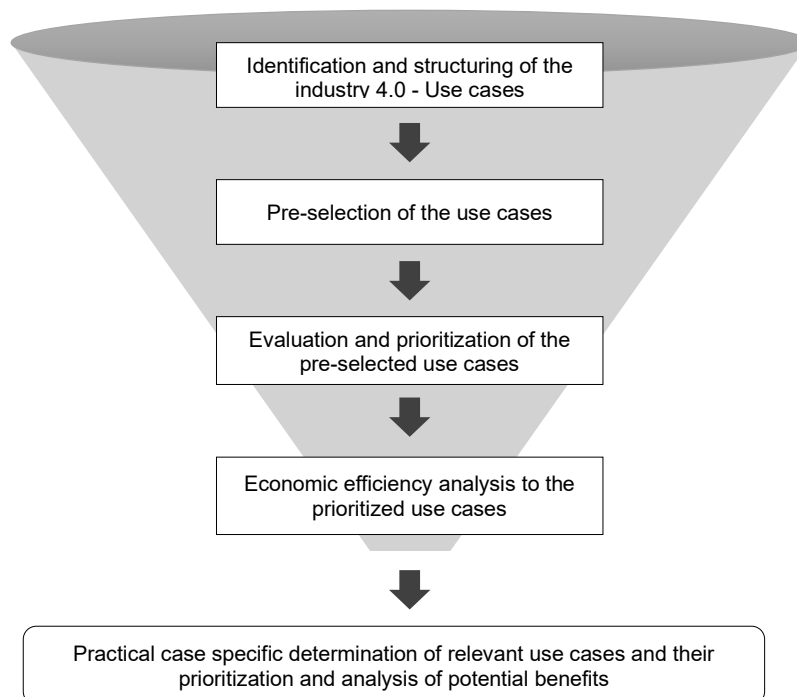 Identification and structuring of the
industry 4.0 - Use cases
Pre-selection of the use cases
Evaluation and prioritization of the
pre-selected use cases
Economic efficiency analysis to the
prioritized use cases
Practical case specific determination of relevant use cases and their
prioritization and analysis of potential benefits